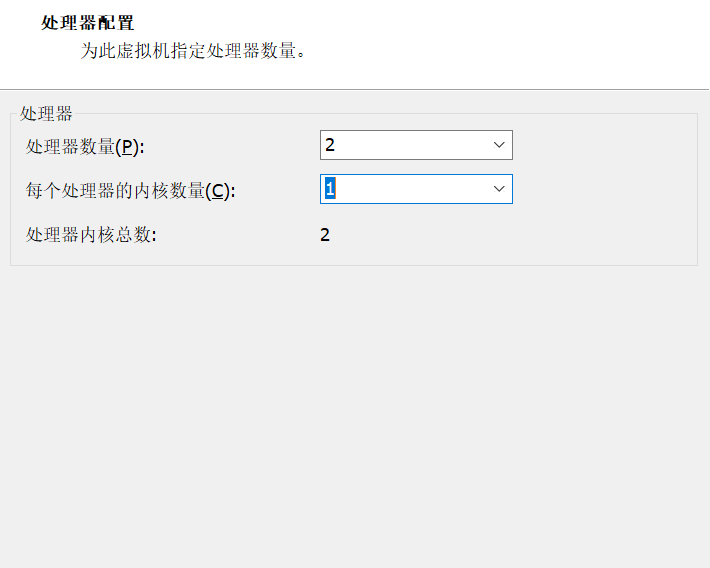 处理器配置
为此虚拟机指定处理器数量。
处理器
处理器数量(P): 2
每个处理器的内核数量(C): 1
处理器内核总数: 2